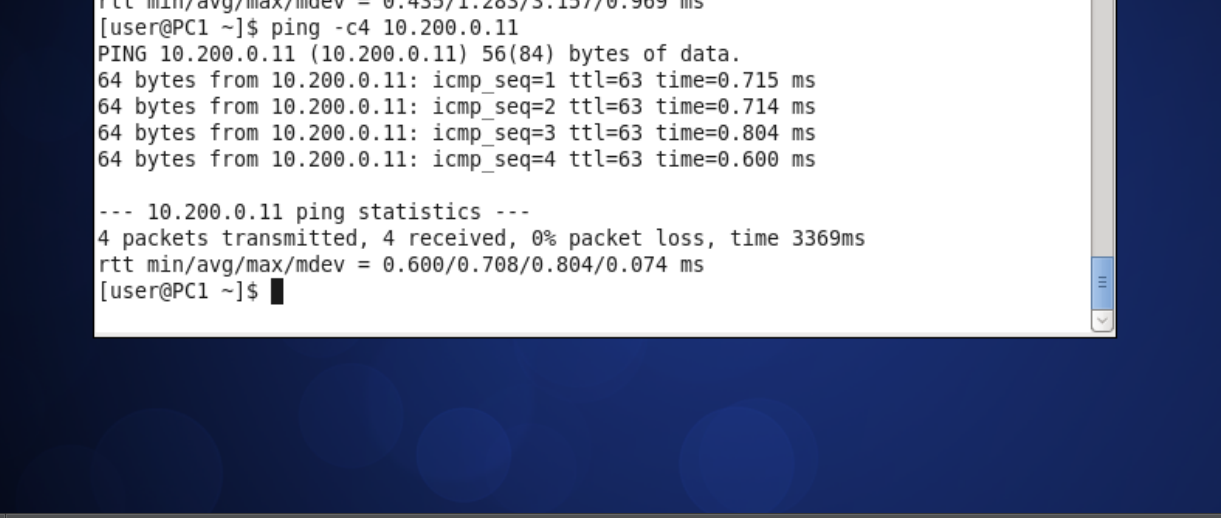 rtt min/avg/max/mdev = 0.435/1.283/3.157/0.969 ms
[user@PC1 ~]$ ping -c4 10.200.0.11
PING 10.200.0.11 (10.200.0.11) 56(84) bytes of data.
64 bytes from 10.200.0.11: icmp_seq=1 ttl=63 time=0.715 ms
64 bytes from 10.200.0.11: icmp_seq=2 ttl=63 time=0.714 ms
64 bytes from 10.200.0.11: icmp_seq=3 ttl=63 time=0.804 ms
64 bytes from 10.200.0.11: icmp_seq=4 ttl=63 time=0.600 ms
--- 10.200.0.11 ping statistics ---
4 packets transmitted, 4 received, 0% packet loss, time 3369ms
rtt min/avg/max/mdev = 0.600/0.708/0.804/0.074 ms
[user@PC1 ~]$